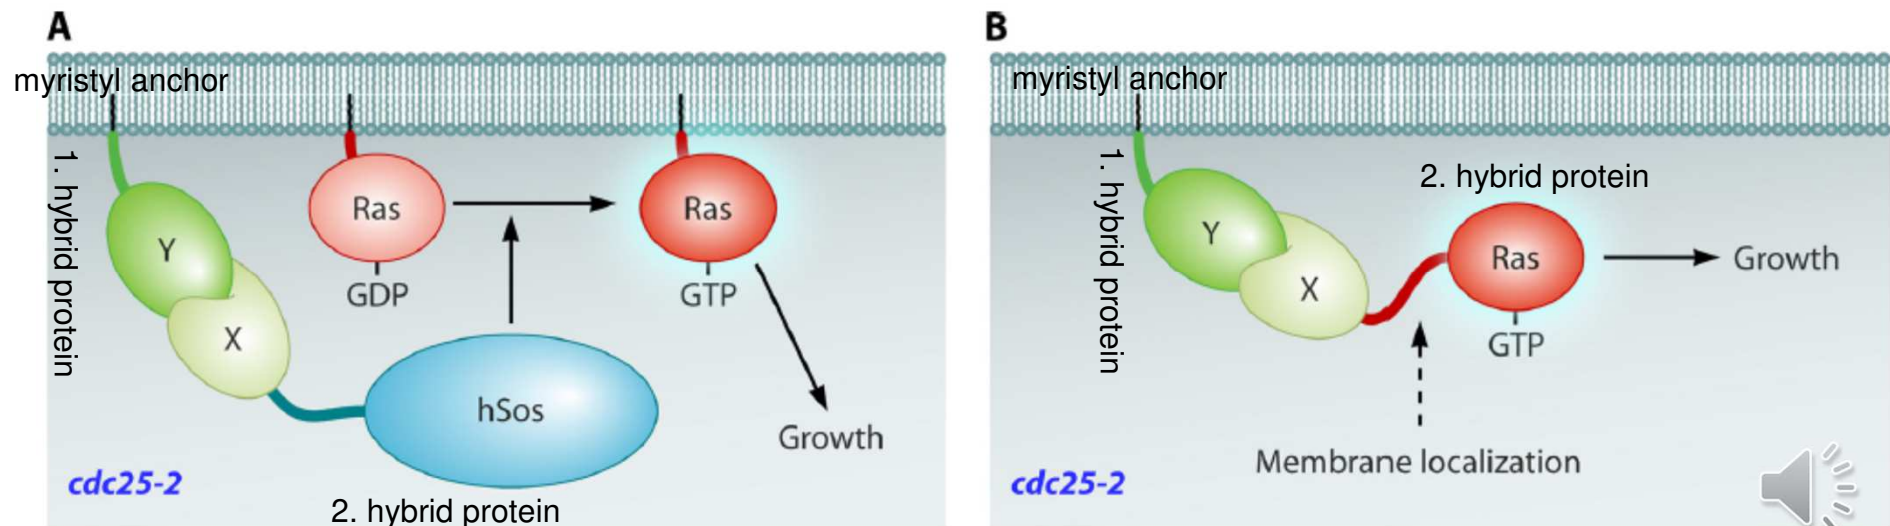 A
myristyl anchor
1. hybrid protein
Y
X
Ras
GDP
Ras
GTP
hSos
Growth
cdc25-2
2. hybrid protein
B
myristyl anchor
1. hybrid protein
2. hybrid protein
Y
X
Ras
GTP
Growth
Membrane localization
cdc25-2